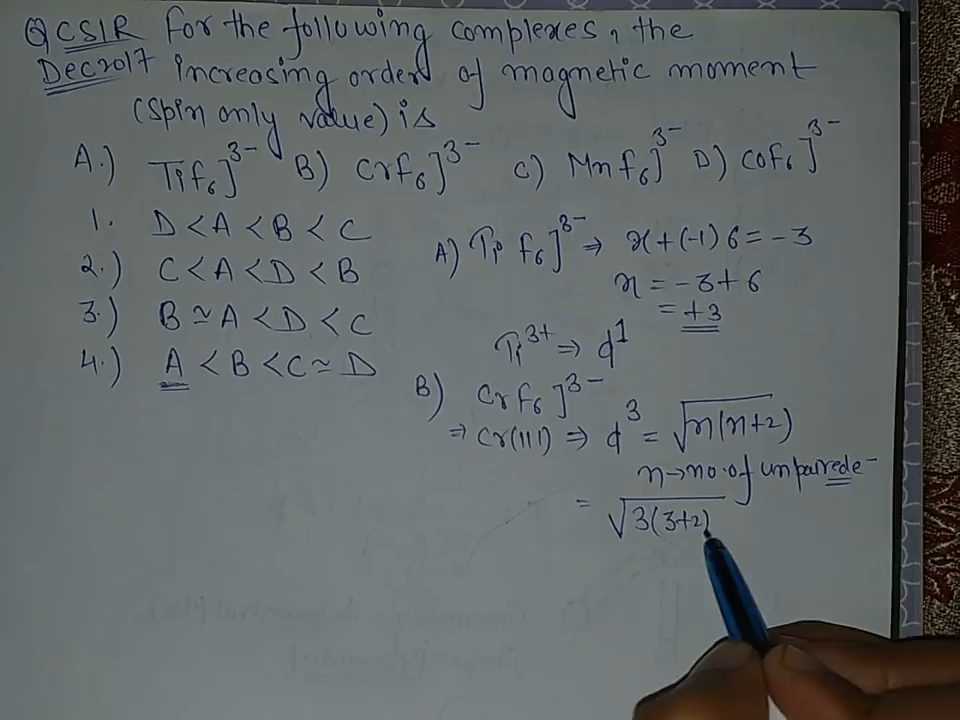 Q CSIR For the following complexes, the
Dec2017 increasing order of magnetic moment
(Spin only value) is
A.) TiF₆]³⁻ B) CrF₆]³⁻ C) MnF₆]³⁻ D) CoF₆]³⁻
1. D < A < B < C
2.) C < A < D < B
3.) B ≃ A < D < C
4.) A < B < C ≃ D
A) TiF₆]³⁻ ⇒ x+(-1)6 = -3
x = -3+6
= +3
Ti³⁺ ⇒ d¹
B) CrF₆]³⁻
⇒ Cr(III) ⇒ d³ = √n(n+2)
n→no. of unpaired e⁻
= √3(3+2)